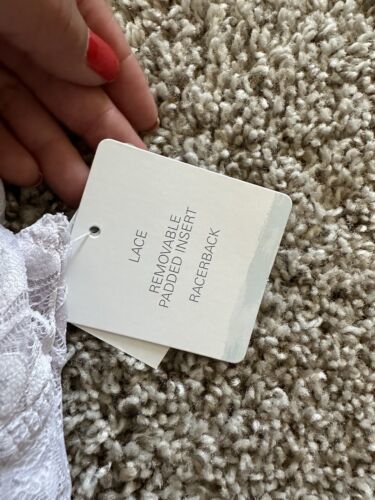 LACE
REMOVABLE
PADDED INSERT
RACERBACK